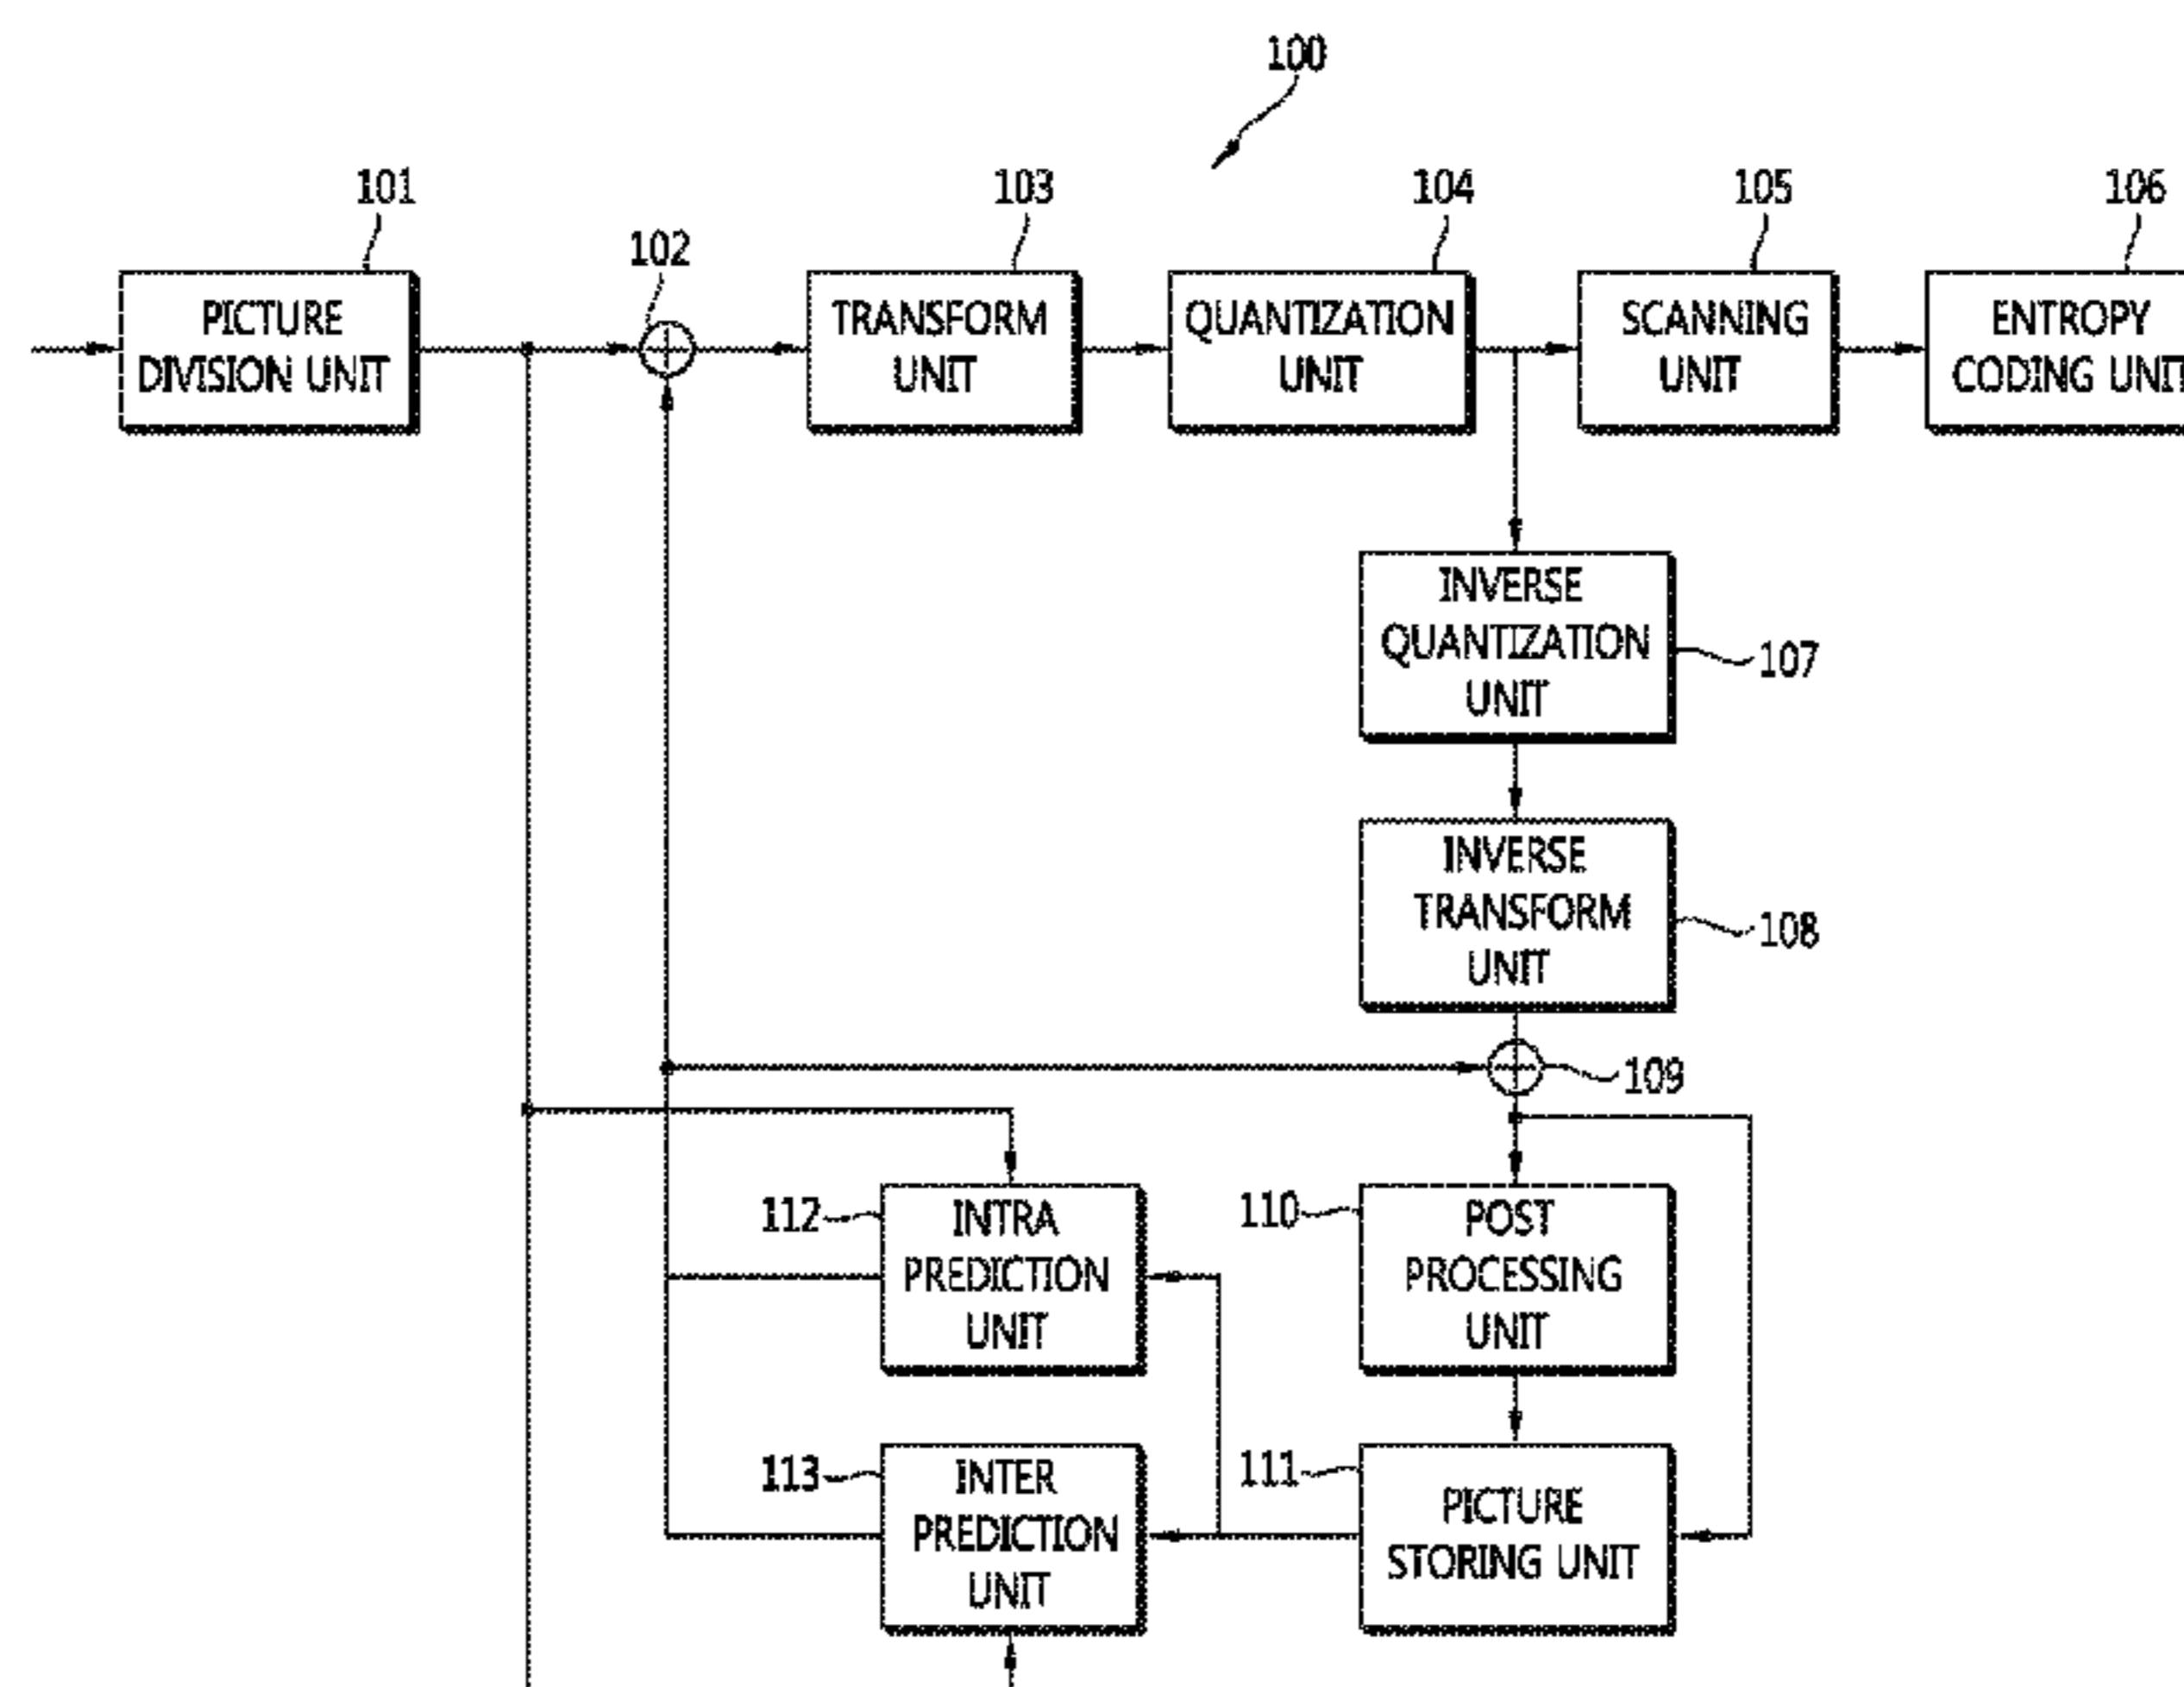 100
101
102
103
104
105
106
PICTURE
DIVISION UNIT
TRANSFORM
UNIT
QUANTIZATION
UNIT
SCANNING
UNIT
ENTROPY
CODING UNIT
INVERSE
QUANTIZATION
UNIT
107
INVERSE
TRANSFORM
UNIT
108
109
112
INTRA
PREDICTION
UNIT
110
POST
PROCESSING
UNIT
113
INTER
PREDICTION
UNIT
111
PICTURE
STORING UNIT